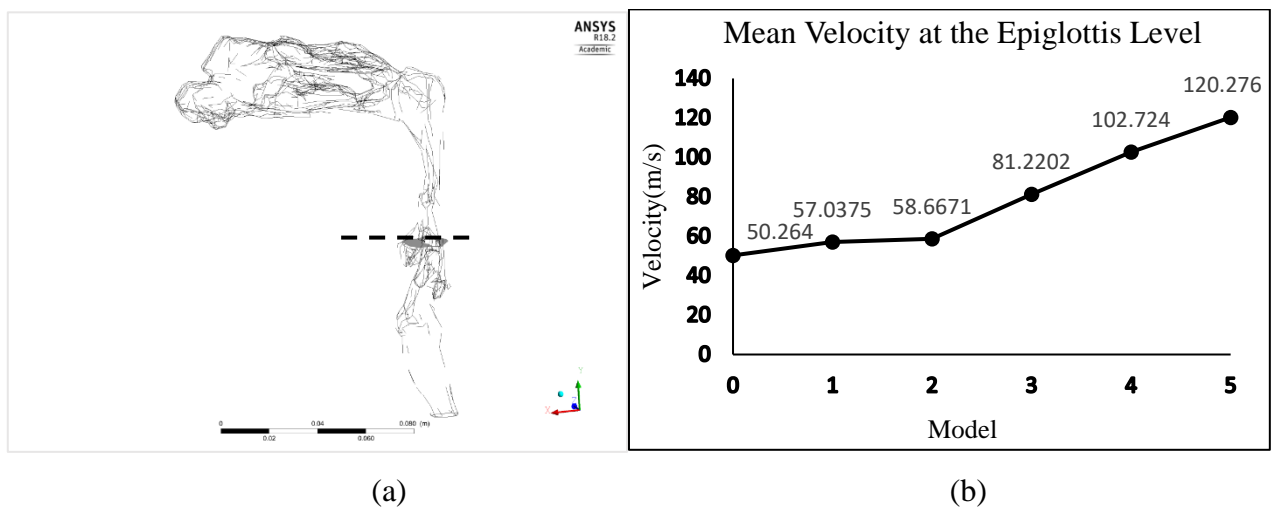 ANSYS
R18.2
Academic
Y
X
Z
0
0.04
0.080 (m)
0.02
0.060
(a)
Mean Velocity at the Epiglottis Level
Velocity(m/s)
140
120
100
80
60
40
20
0
50.264
57.0375
58.6671
81.2202
102.724
120.276
0 1 2 3 4 5
Model
(b)